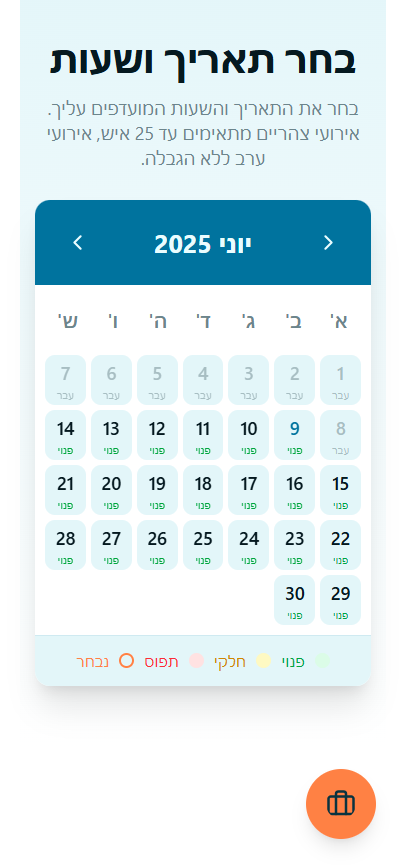 בחר תאריך ושעות
בחר את התאריך והשעות המועדפים עליך.
אירועי צהריים מתאימים עד 25 איש, אירועי
ערב ללא הגבלה.
יוני 2025
א' ב' ג' ד' ה' ו' ש'
1 2 3 4 5 6 7
עבר עבר עבר עבר עבר עבר עבר
8 9 10 11 12 13 14
עבר פנוי פנוי פנוי פנוי פנוי פנוי
15 16 17 18 19 20 21
פנוי פנוי פנוי פנוי פנוי פנוי פנוי
22 23 24 25 26 27 28
פנוי פנוי פנוי פנוי פנוי פנוי פנוי
29 30
פנוי פנוי
פנוי חלקי תפוס נבחר